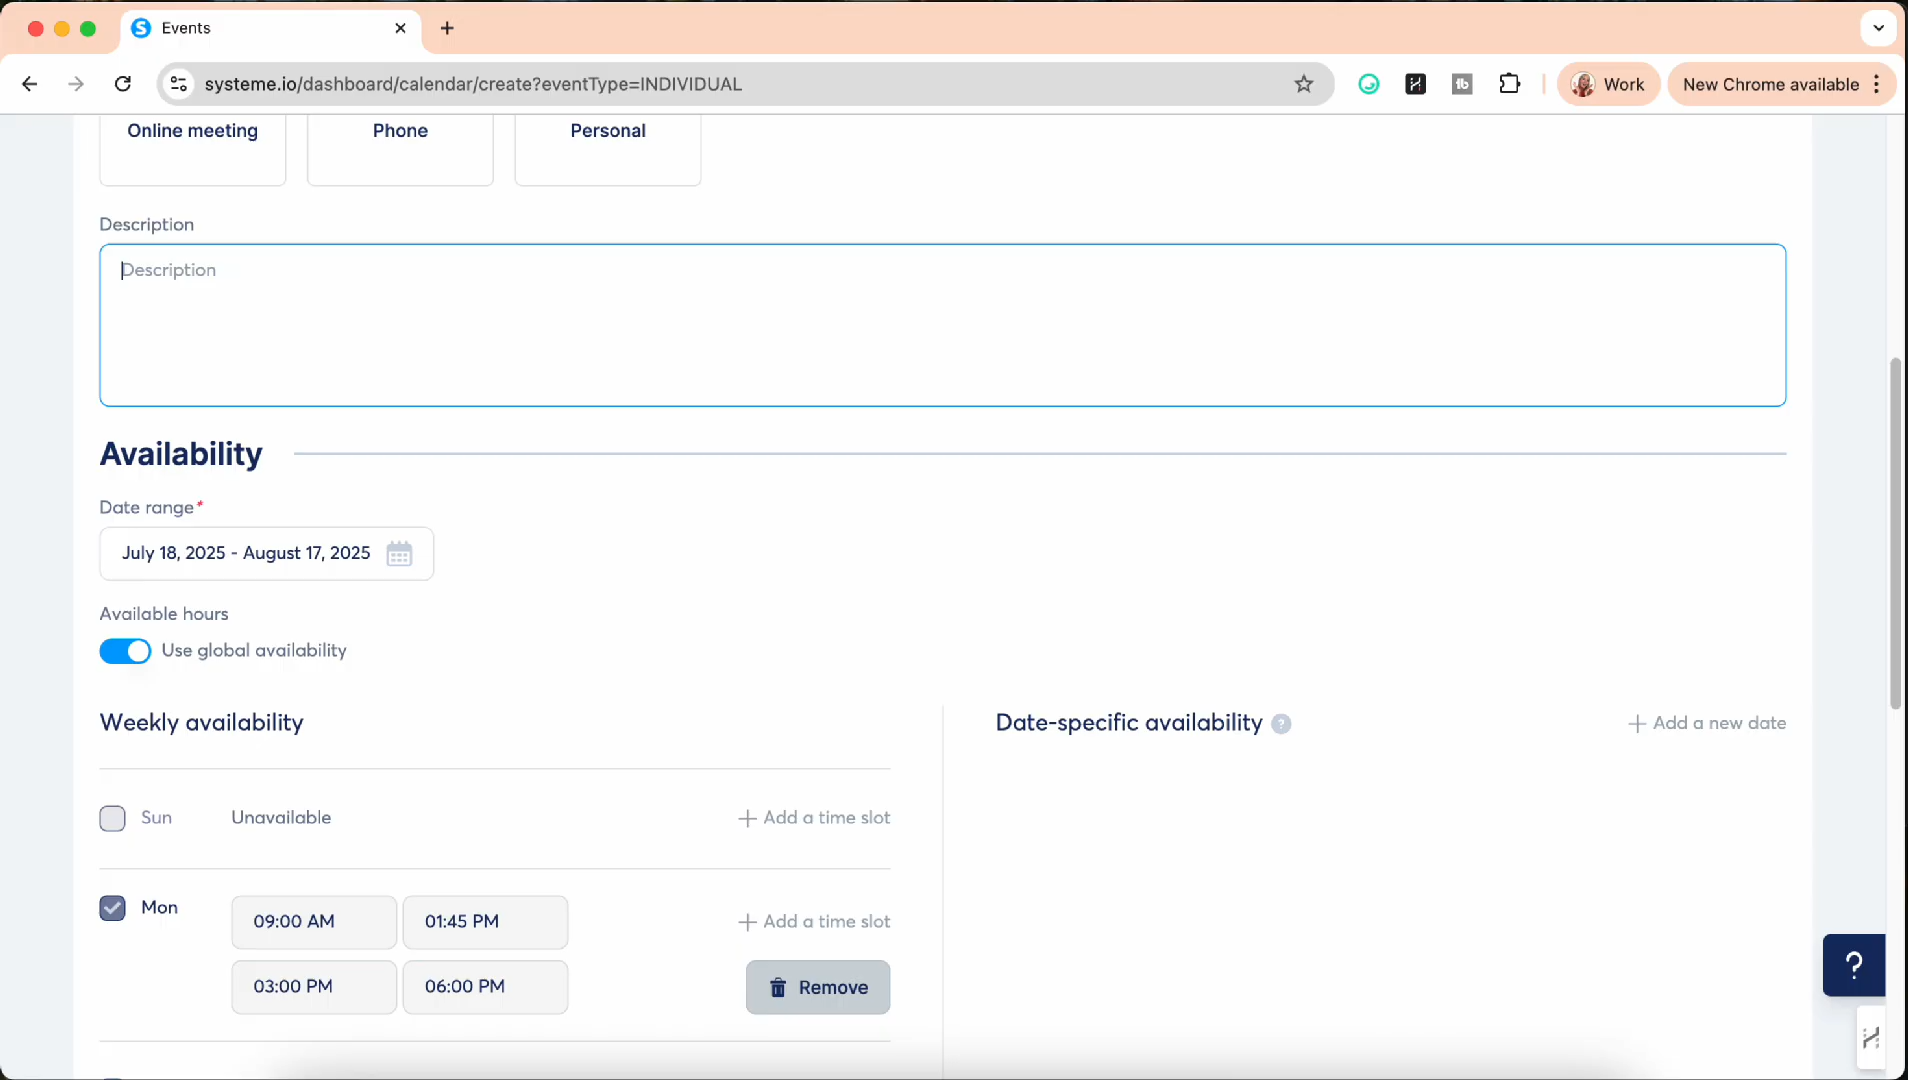 Events
systeme.io/dashboard/calendar/create?eventType=INDIVIDUAL
Work
New Chrome available
Online meeting
Phone
Personal
Description
Description
Availability
Date range*
July 18, 2025 - August 17, 2025
Available hours
Use global availability
Weekly availability
Date-specific availability ?
+ Add a new date
Sun
Unavailable
+ Add a time slot
Mon
09:00 AM
01:45 PM
+ Add a time slot
03:00 PM
06:00 PM
Remove
?